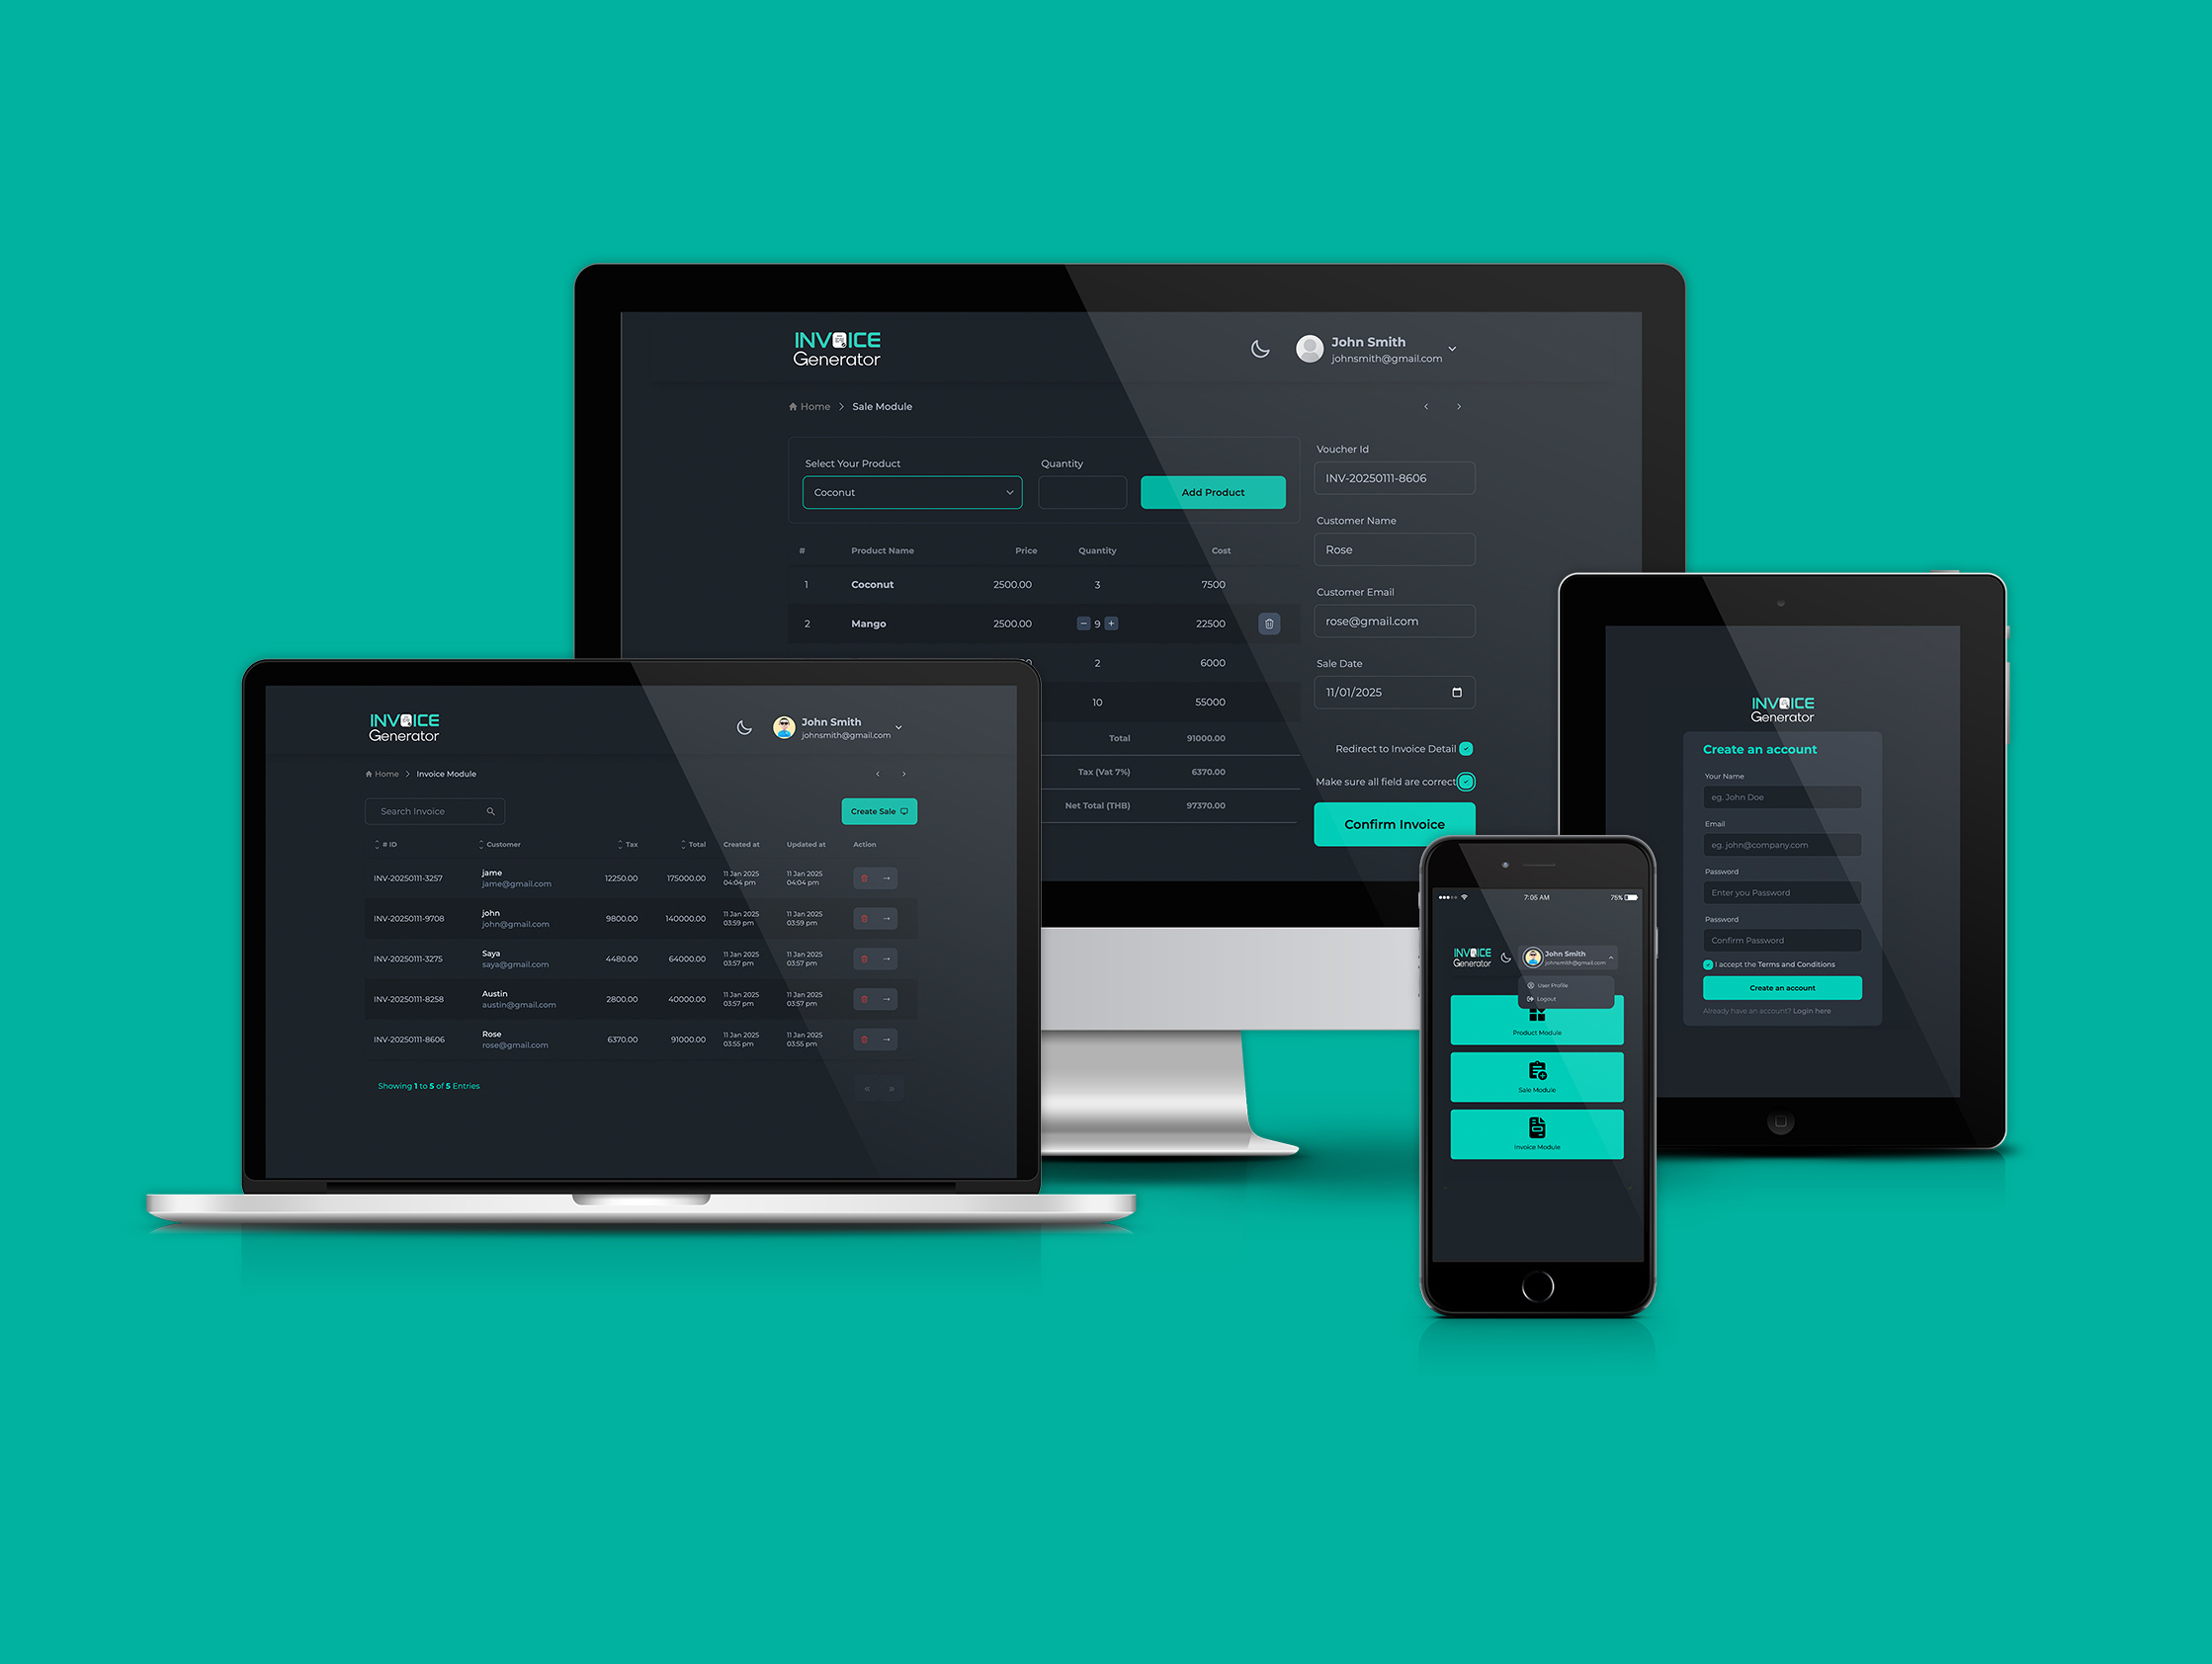 INVOICE
Generator
John Smith
johnsmith@gmail.com
Home > Sale Module
< >
Select Your Product
Quantity
Coconut
Add Product
# Product Name Price Quantity Cost
1 Coconut 2500.00 3 7500
2 Mango 2500.00 − 9 + 22500
2 6000
10 55000
Total 91000.00
Tax (Vat 7%) 6370.00
Net Total (THB) 97370.00
Voucher Id
INV-20250111-8606
Customer Name
Rose
Customer Email
rose@gmail.com
Sale Date
11/01/2025
Redirect to Invoice Detail
Make sure all field are correct
Confirm Invoice
INVOICE
Generator
John Smith
johnsmith@gmail.com
Home > Invoice Module
< >
Search Invoice
Create Sale
# ID Customer Tax Total Created at Updated at Action
INV-20250111-3257 jame 12250.00 175000.00 11 Jan 2025 11 Jan 2025
jame@gmail.com 04:04 pm 04:04 pm
INV-20250111-9708 john 9800.00 140000.00 11 Jan 2025 11 Jan 2025
john@gmail.com 03:59 pm 03:59 pm
INV-20250111-3275 Saya 4480.00 64000.00 11 Jan 2025 11 Jan 2025
saya@gmail.com 03:57 pm 03:57 pm
INV-20250111-8258 Austin 2800.00 40000.00 11 Jan 2025 11 Jan 2025
austin@gmail.com 03:57 pm 03:57 pm
INV-20250111-8606 Rose 6370.00 91000.00 11 Jan 2025 11 Jan 2025
rose@gmail.com 03:55 pm 03:55 pm
Showing 1 to 5 of 5 Entries
« »
7:05 AM
75%
INVOICE
Generator
John Smith
johnsmith@gmail.com
User Profile
Logout
Product Module
Sale Module
Invoice Module
INVOICE
Generator
Create an account
Your Name
eg. John Doe
Email
eg. john@company.com
Password
Enter you Password
Password
Confirm Password
I accept the Terms and Conditions
Create an account
Already have an account? Login here